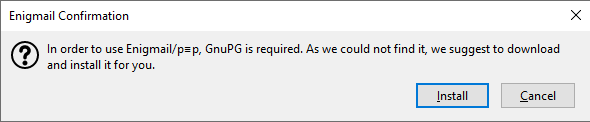 Enigmail Confirmation
In order to use Enigmail/p≡p, GnuPG is required. As we could not find it, we suggest to download
and install it for you.
Install
Cancel